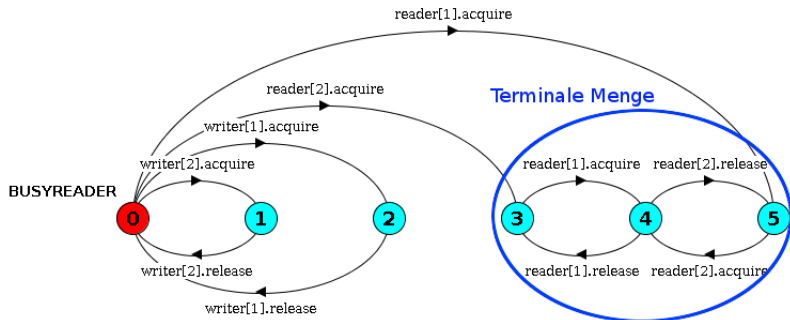 reader[1].acquire
reader[2].acquire
Terminale Menge
writer[1].acquire
writer[2].acquire
reader[1].acquire
reader[2].release
BUSYREADER
0
1
2
3
4
5
writer[2].release
reader[1].release
reader[2].acquire
writer[1].release